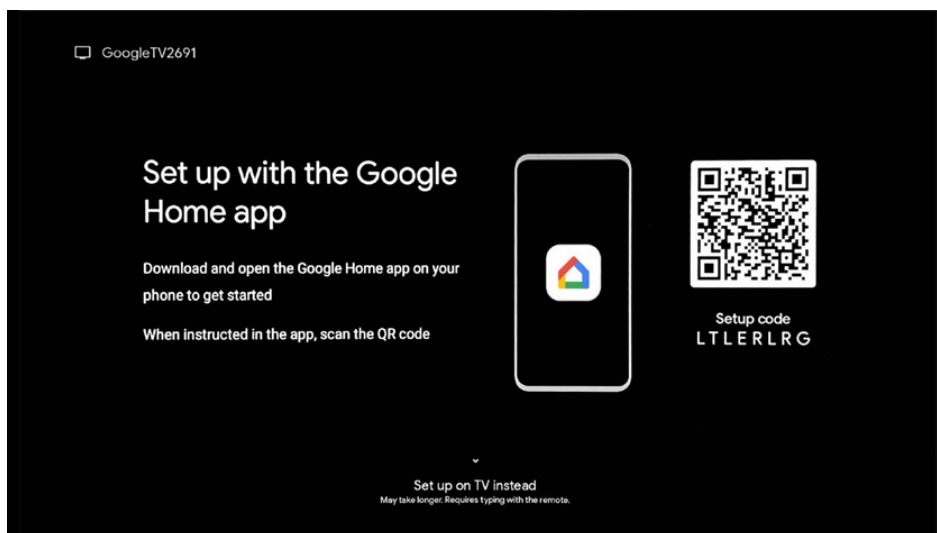 GoogleTV2691
Set up with the Google
Home app
Download and open the Google Home app on your
phone to get started
When instructed in the app, scan the QR code
Setup code
LTLERLRG
Set up on TV instead
May take longer. Requires typing with the remote.